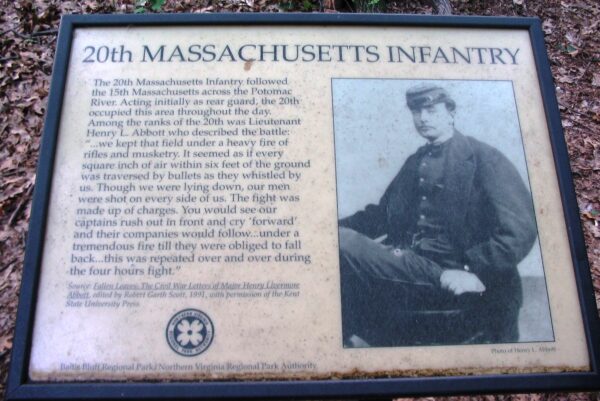 20th MASSACHUSETTS INFANTRY
The 20th Massachusetts Infantry followed
the 15th Massachusetts across the Potomac
River. Acting initially as rear guard, the 20th
occupied this area throughout the day.
Among the ranks of the 20th was Lieutenant
Henry L. Abbott who described the battle:
"...we kept that field under a heavy fire of
rifles and musketry. It seemed as if every
square inch of air within six feet of the ground
was traversed by bullets as they whistled by
us. Though we were lying down, our men
were shot on every side of us. The fight was
made up of charges. You would see our
captains rush out in front and cry 'forward'
and their companies would follow...under a
tremendous fire till they were obliged to fall
back...this was repeated over and over during
the four hours fight."
Source: Fallen Leaves: The Civil War Letters of Major Henry Livermore
Abbott, edited by Robert Garth Scott, 1991, with permission of the Kent
State University Press.
Photo of Henry L. Abbott
Balls Bluff Regional Park/ Northern Virginia Regional Park Authority